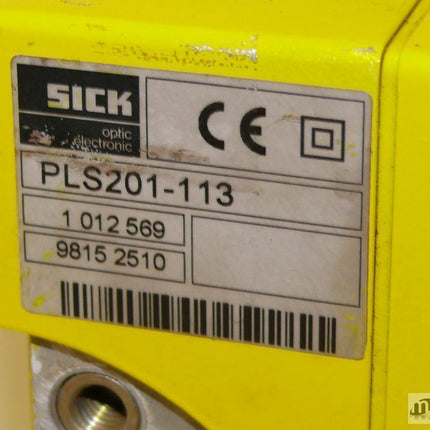 SICK
optic
electronic
CE
PLS201-113
1 012 569
9815 2510